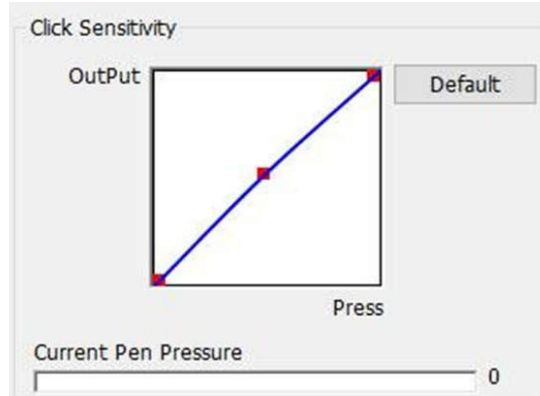 Click Sensitivity
OutPut
Default
Press
Current Pen Pressure
0